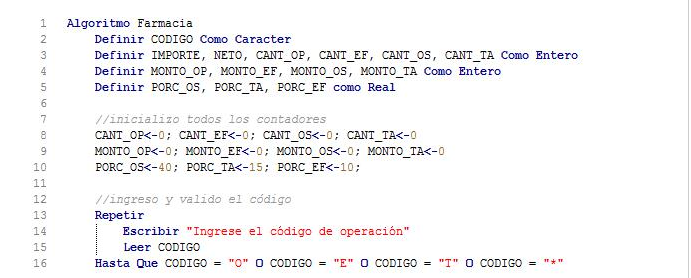 1 Algoritmo Farmacia
2 Definir CODIGO Como Caracter
3 Definir IMPORTE, NETO, CANT_OP, CANT_EF, CANT_OS, CANT_TA Como Entero
4 Definir MONTO_OP, MONTO_EF, MONTO_OS, MONTO_TA Como Entero
5 Definir PORC_OS, PORC_TA, PORC_EF como Real
6
7 //inicializo todos los contadores
8 CANT_OP<-0; CANT_EF<-0; CANT_OS<-0; CANT_TA<-0
9 MONTO_OP<-0; MONTO_EF<-0; MONTO_OS<-0; MONTO_TA<-0
10 PORC_OS<-40; PORC_TA<-15; PORC_EF<-10;
11
12 //ingreso y valido el código
13 Repetir
14 Escribir "Ingrese el código de operación"
15 Leer CODIGO
16 Hasta Que CODIGO = "O" O CODIGO = "E" O CODIGO = "T" O CODIGO = "*"